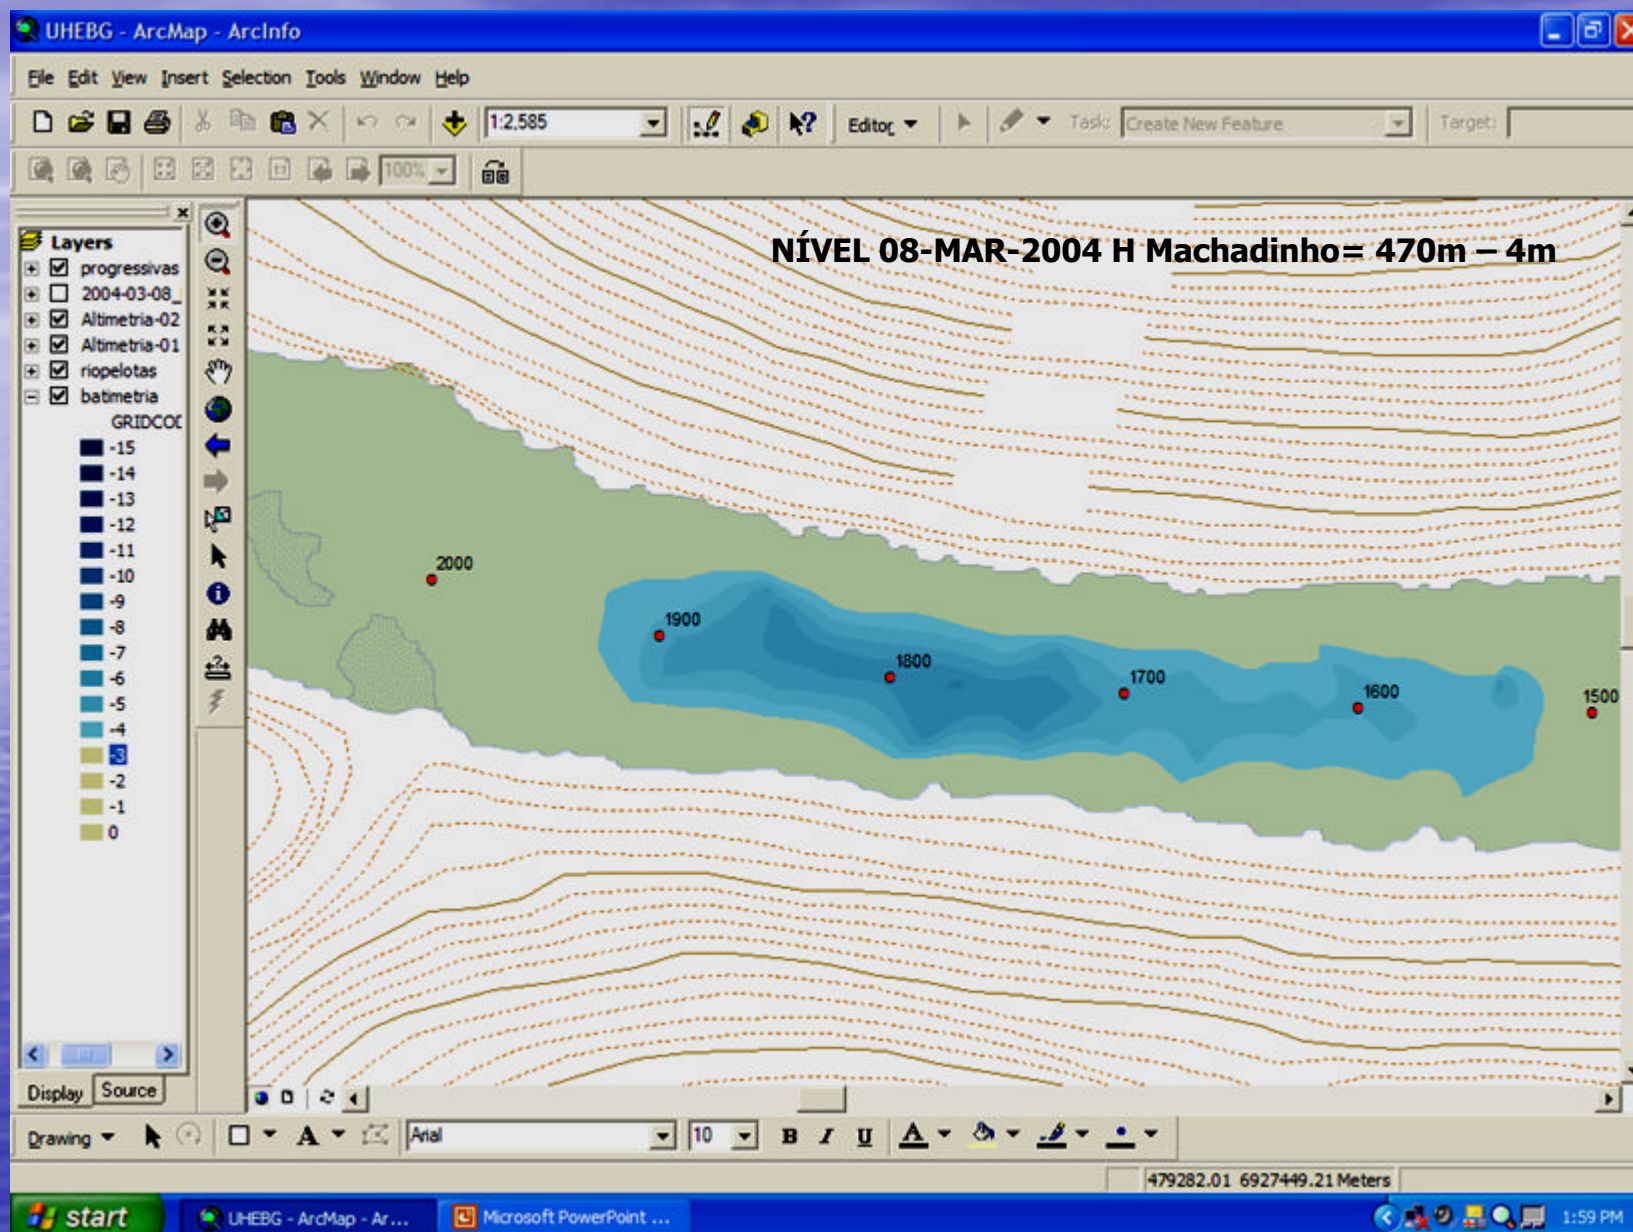 UHEBG - ArcMap - ArcInfo
File Edit View Insert Selection Tools Window Help
1:2.585
Editor
Task: Create New Feature
Target:
100%
Layers
progressivas
2004-03-08_
Altimetria-02
Altimetria-01
riopelotas
batimetria
GRIDCOD
-15
-14
-13
-12
-11
-10
-9
-8
-7
-6
-5
-4
-3
-2
-1
0
Display Source
NÍVEL 08-MAR-2004 H Machadinho= 470m – 4m
2000
1900
1800
1700
1600
1500
Drawing
A
Arial
10
B I U A
479282.01 6927449.21 Meters
start
UHEBG - ArcMap - Ar...
Microsoft PowerPoint ...
1:59 PM